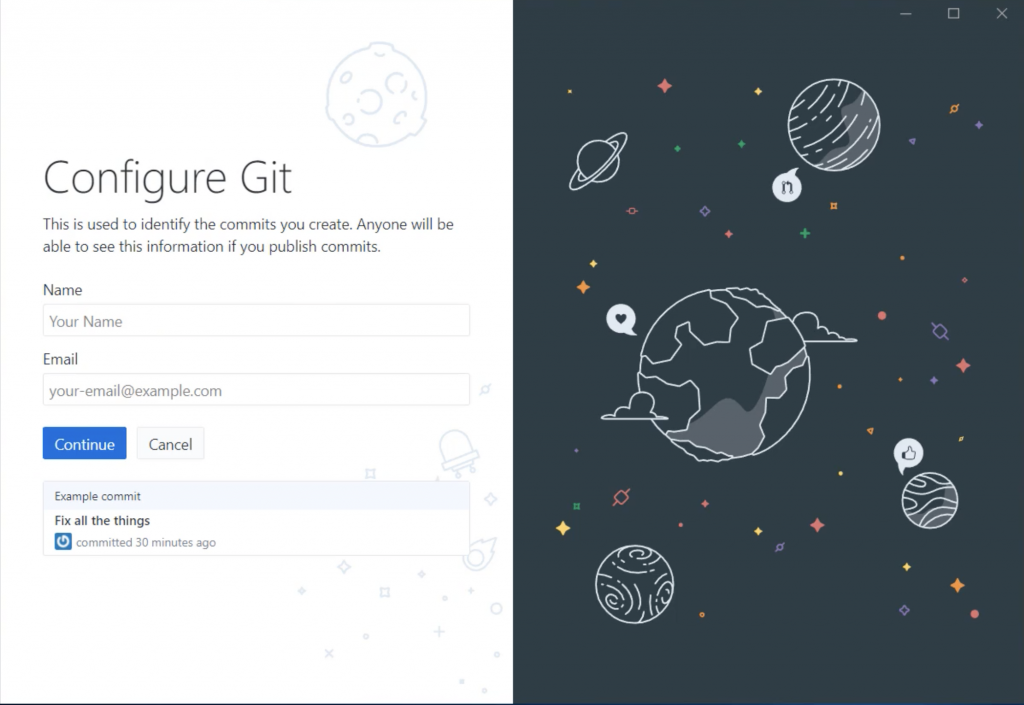 Configure Git
This is used to identify the commits you create. Anyone will be
able to see this information if you publish commits.
Name
Your Name
Email
your-email@example.com
Continue
Cancel
Example commit
Fix all the things
committed 30 minutes ago